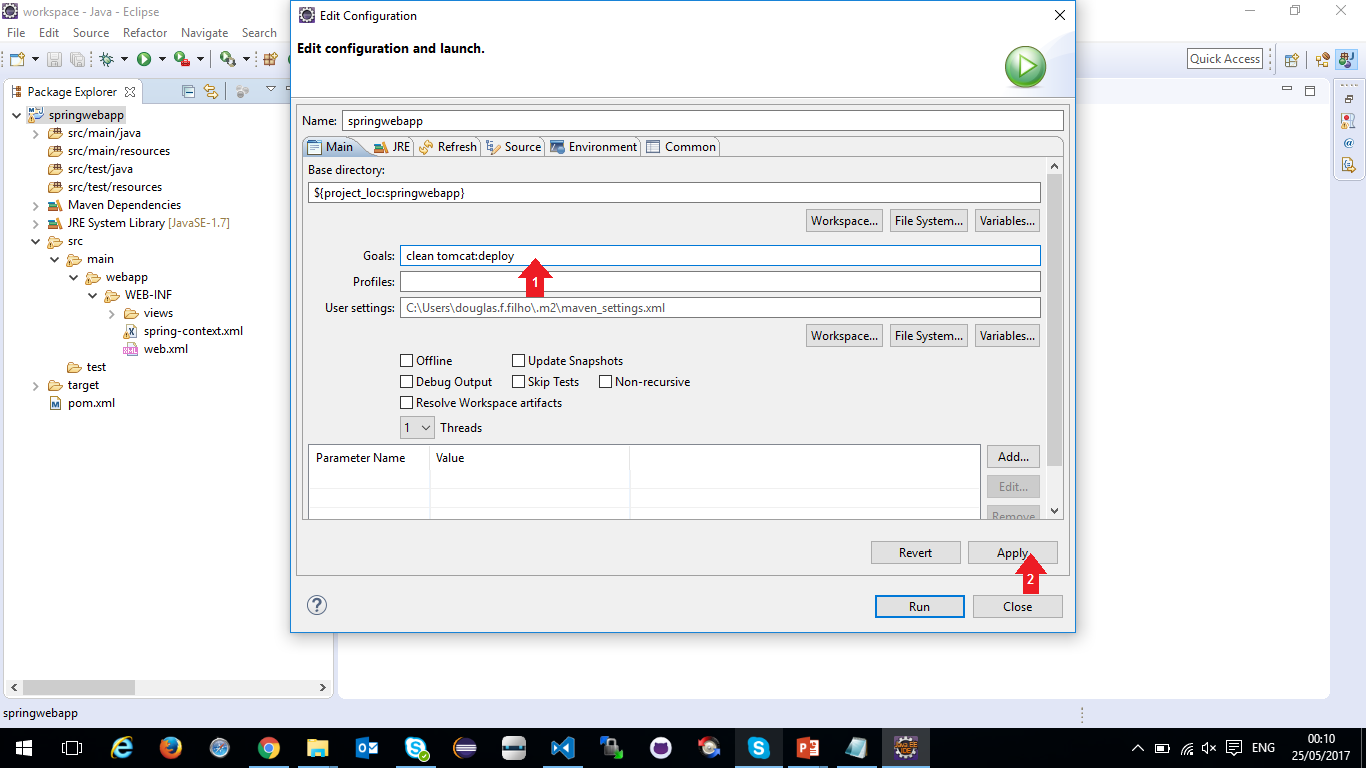 workspace - Java - Eclipse
File Edit Source Refactor Navigate Search
Quick Access
Package Explorer
springwebapp
src/main/java
src/main/resources
src/test/java
src/test/resources
Maven Dependencies
JRE System Library [JavaSE-1.7]
src
main
webapp
WEB-INF
views
spring-context.xml
web.xml
test
target
pom.xml
Edit Configuration
Edit configuration and launch.
Name: springwebapp
Main JRE Refresh Source Environment Common
Base directory:
${project_loc:springwebapp}
Workspace... File System... Variables...
Goals: clean tomcat:deploy
1
Profiles:
User settings: C:\Users\douglas.f.filho\.m2\maven_settings.xml
Workspace... File System... Variables...
Offline Update Snapshots
Debug Output Skip Tests Non-recursive
Resolve Workspace artifacts
1 Threads
Parameter Name Value
Add...
Edit...
Remove
Revert Apply
2
Run Close
springwebapp
ENG
00:10
25/05/2017